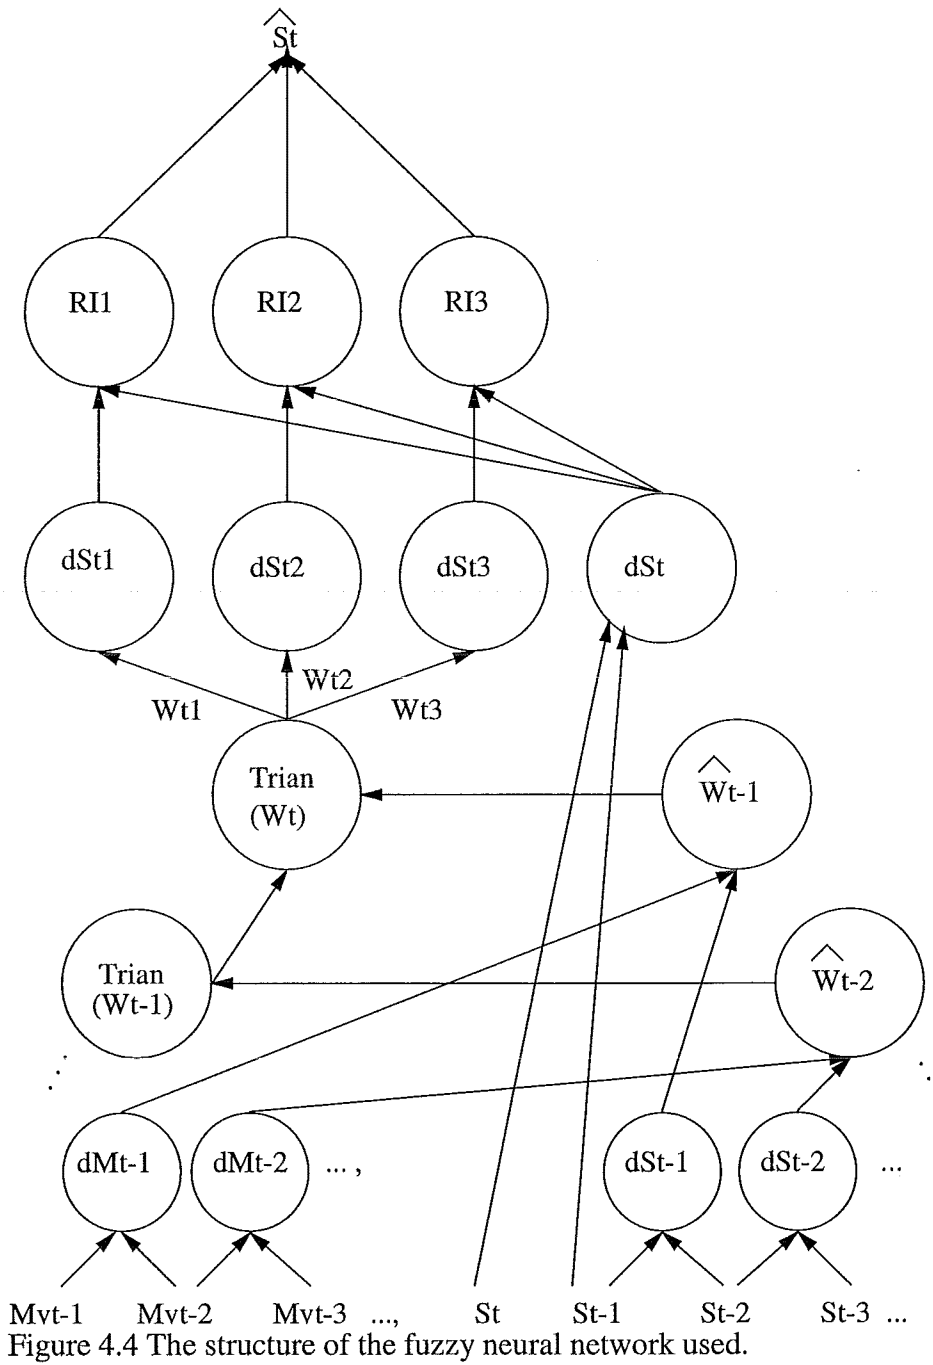 Ŝt
RI1 RI2 RI3
dSt1 dSt2 dSt3 dSt
Wt1 Wt2 Wt3
Trian
(Wt)
Ŵt-1
Trian
(Wt-1)
Ŵt-2
dMt-1 dMt-2 ... , dSt-1 dSt-2 ...
Mvt-1 Mvt-2 Mvt-3 ..., St St-1 St-2 St-3 ...
Figure 4.4 The structure of the fuzzy neural network used.